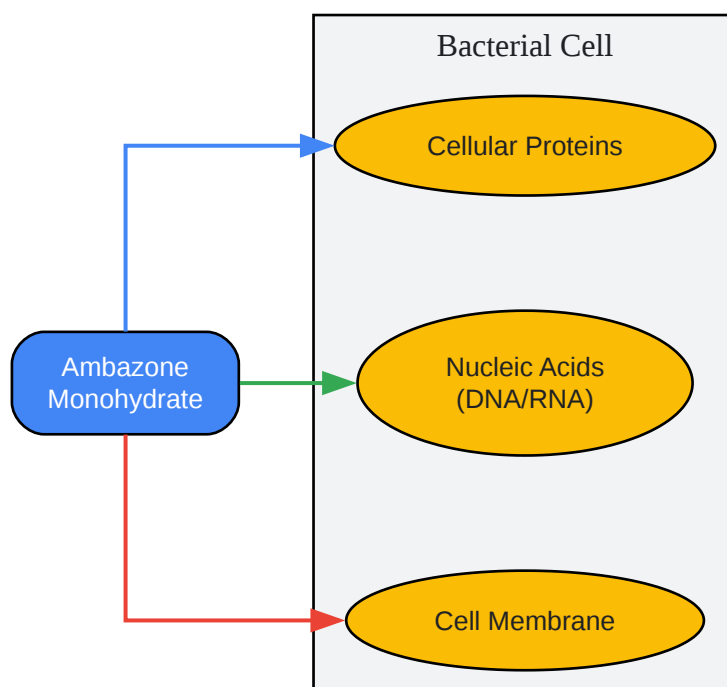 Bacterial Cell
Cellular Proteins
Ambazone
Monohydrate
Nucleic Acids
(DNA/RNA)
Cell Membrane